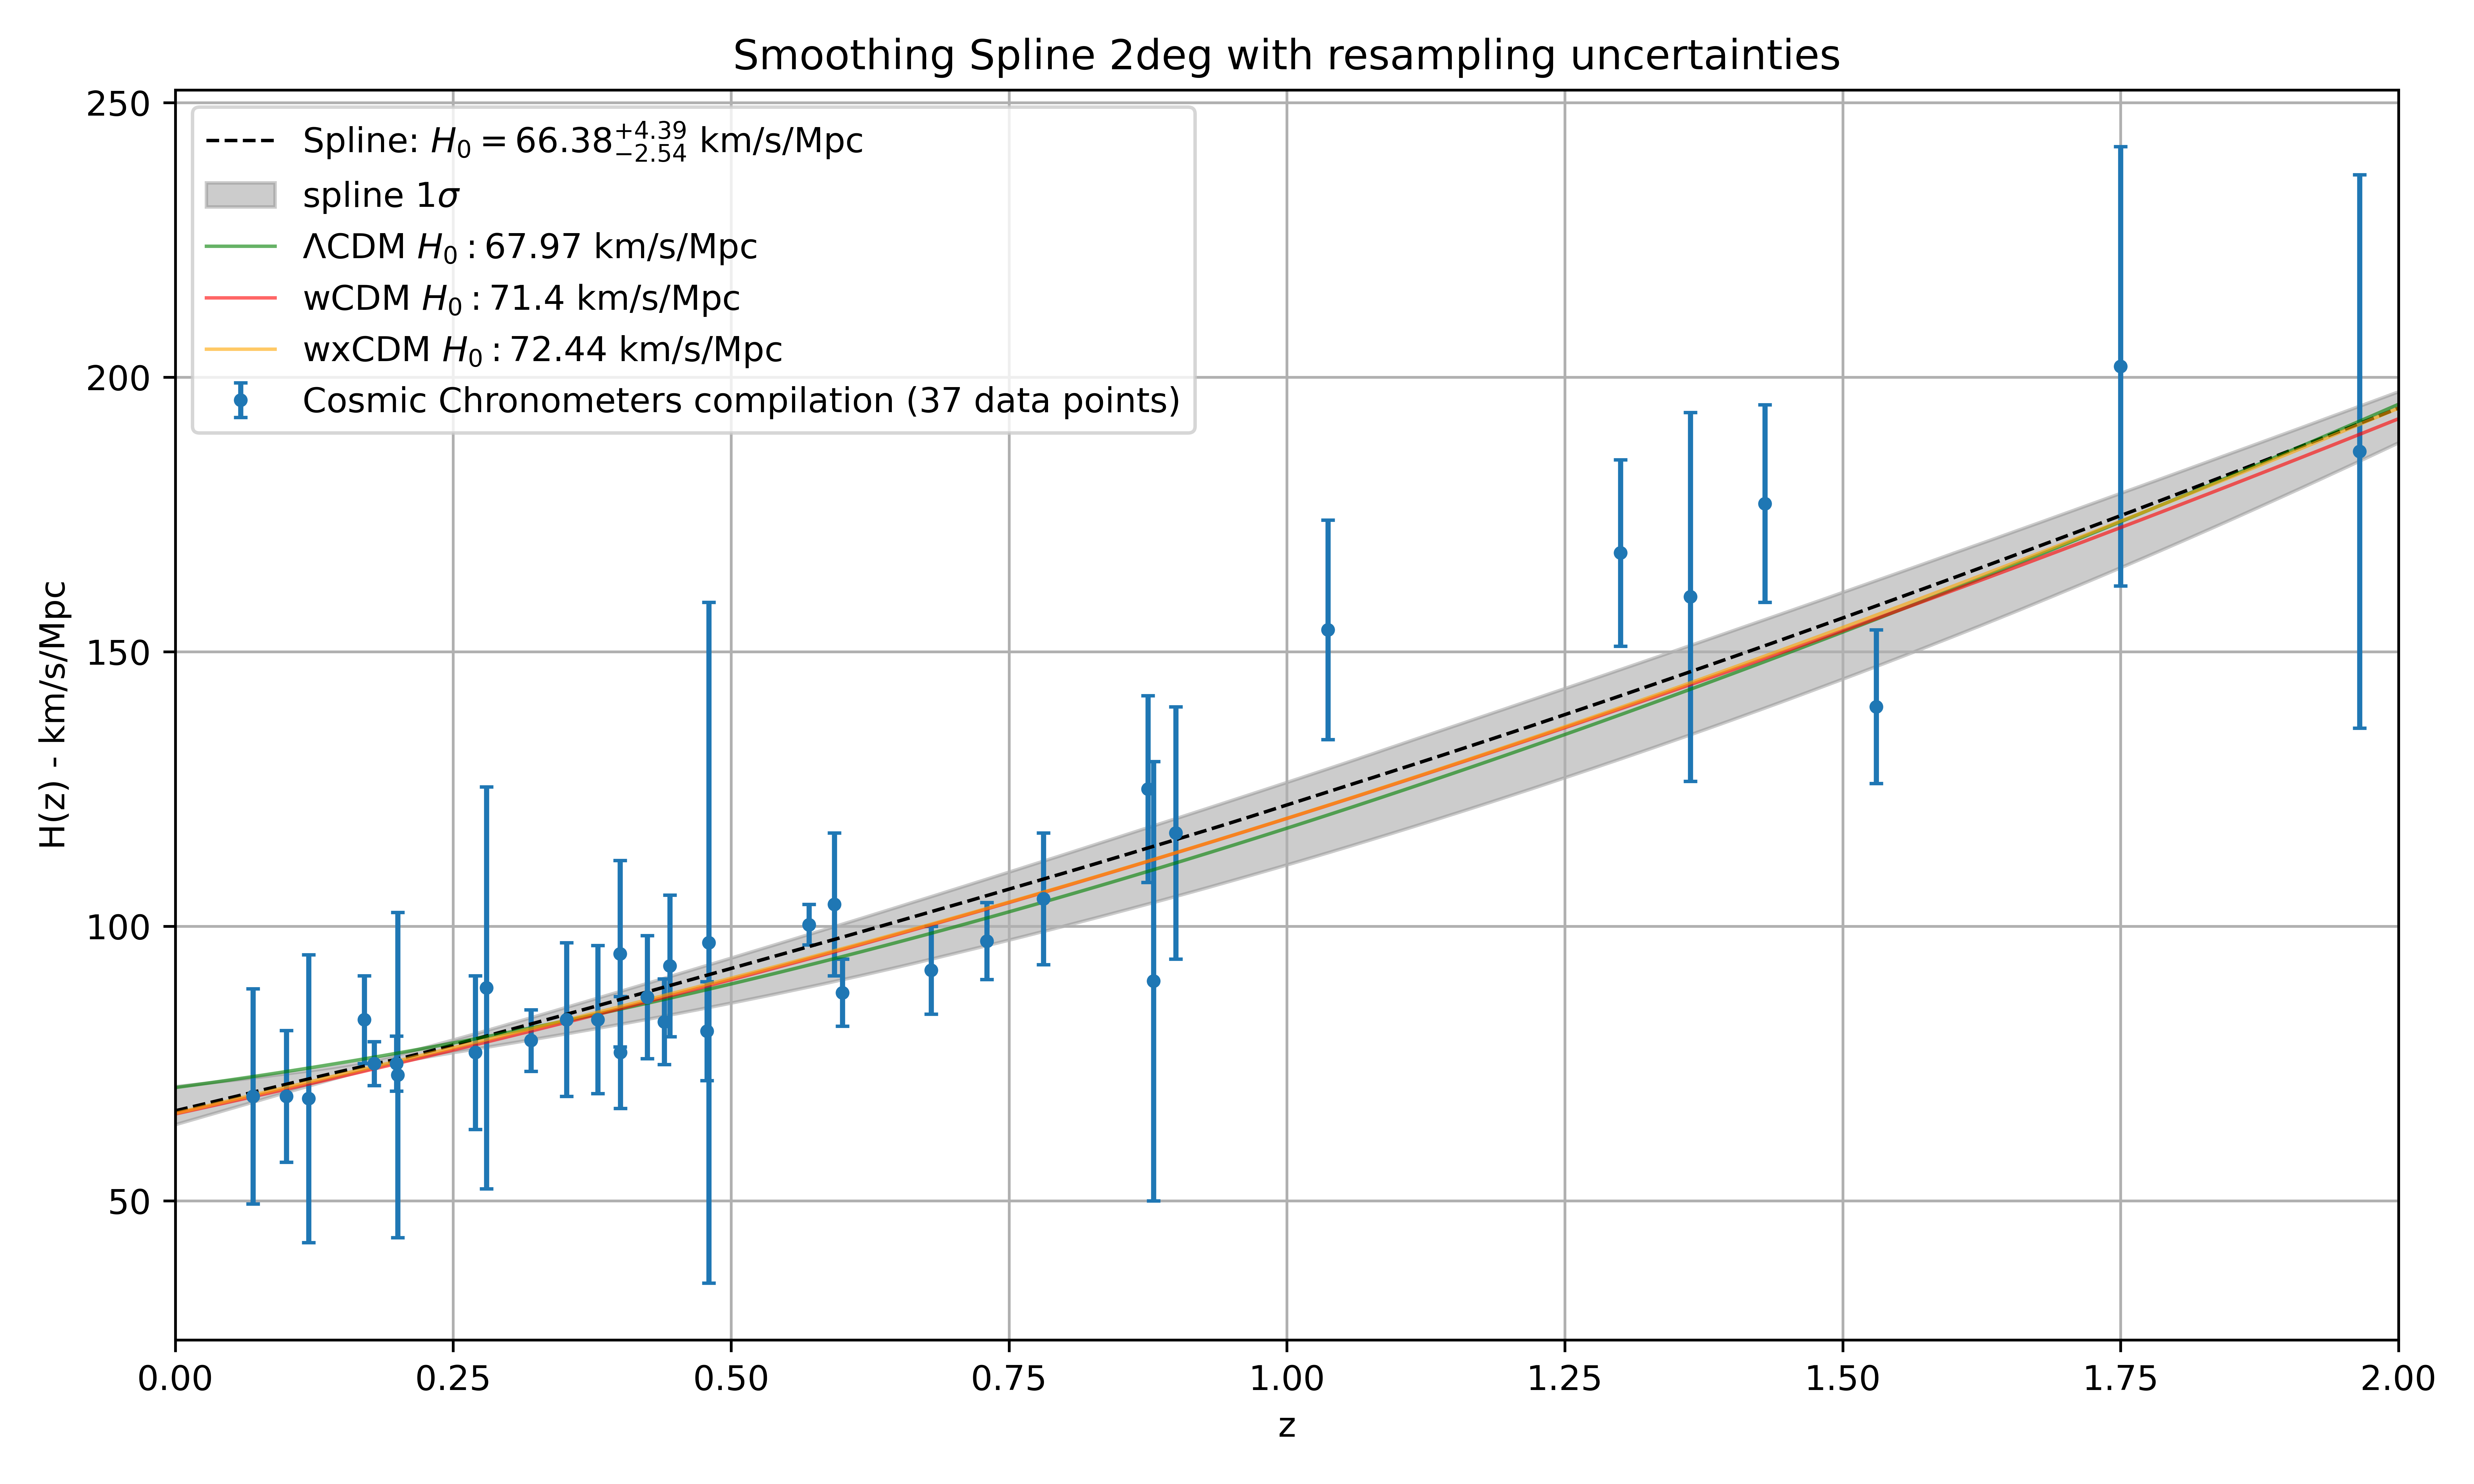 Smoothing Spline 2deg with resampling uncertainties
250
200
150
100
50
H(z) - km/s/Mpc
Spline: $H_0 = 66.38^{+4.39}_{-2.54}$ km/s/Mpc
spline 1σ
ΛCDM $H_0 : 67.97$ km/s/Mpc
wCDM $H_0 : 71.4$ km/s/Mpc
wxCDM $H_0 : 72.44$ km/s/Mpc
Cosmic Chronometers compilation (37 data points)
0.00 0.25 0.50 0.75 1.00 1.25 1.50 1.75 2.00
z